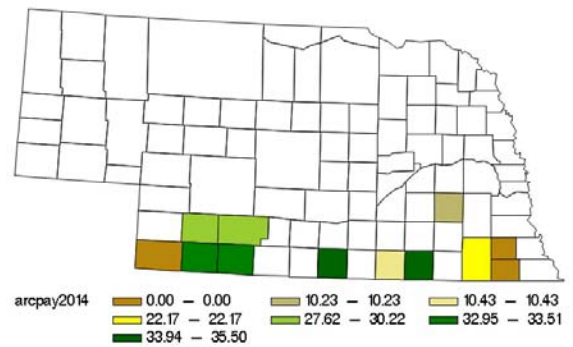 arcpay2014 0.00 – 0.00 10.23 – 10.23 10.43 – 10.43
22.17 – 22.17 27.62 – 30.22 32.95 – 33.51
33.94 – 35.50